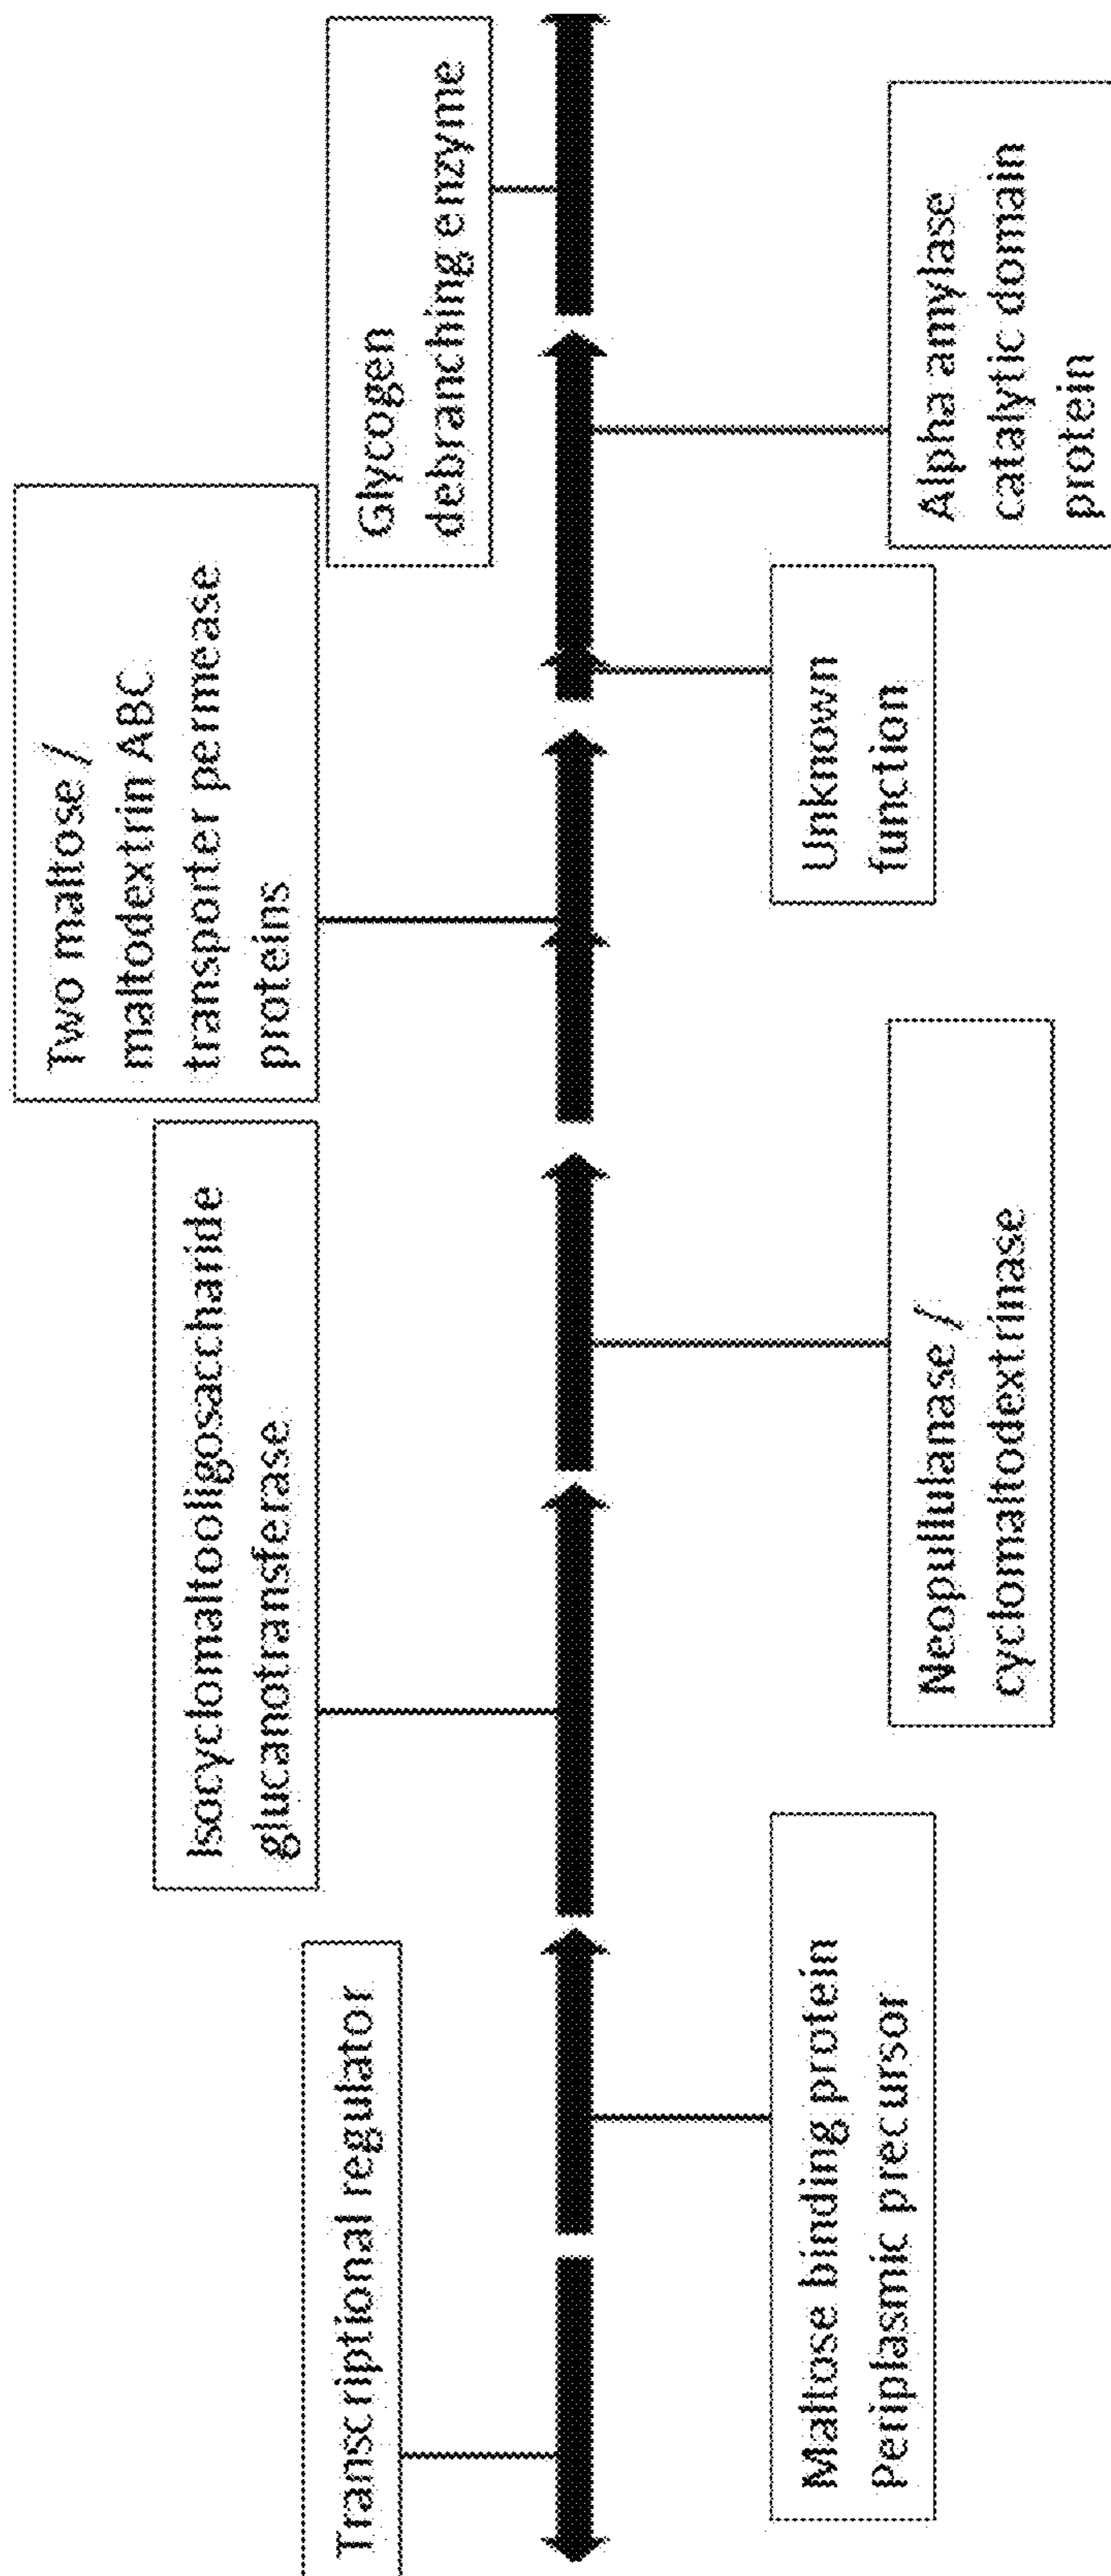 Transcriptional regulator
Maltose binding protein
Periplasmic precursor
Isocyclomaltooligosaccharide
glucanotransferase
Neopullulanase /
cyclomaltodextrinase
Two maltose /
maltodextrin ABC
transporter permease
proteins
Unknown
function
Alpha amylase
catalytic domain
protein
Glycogen
debranching enzyme